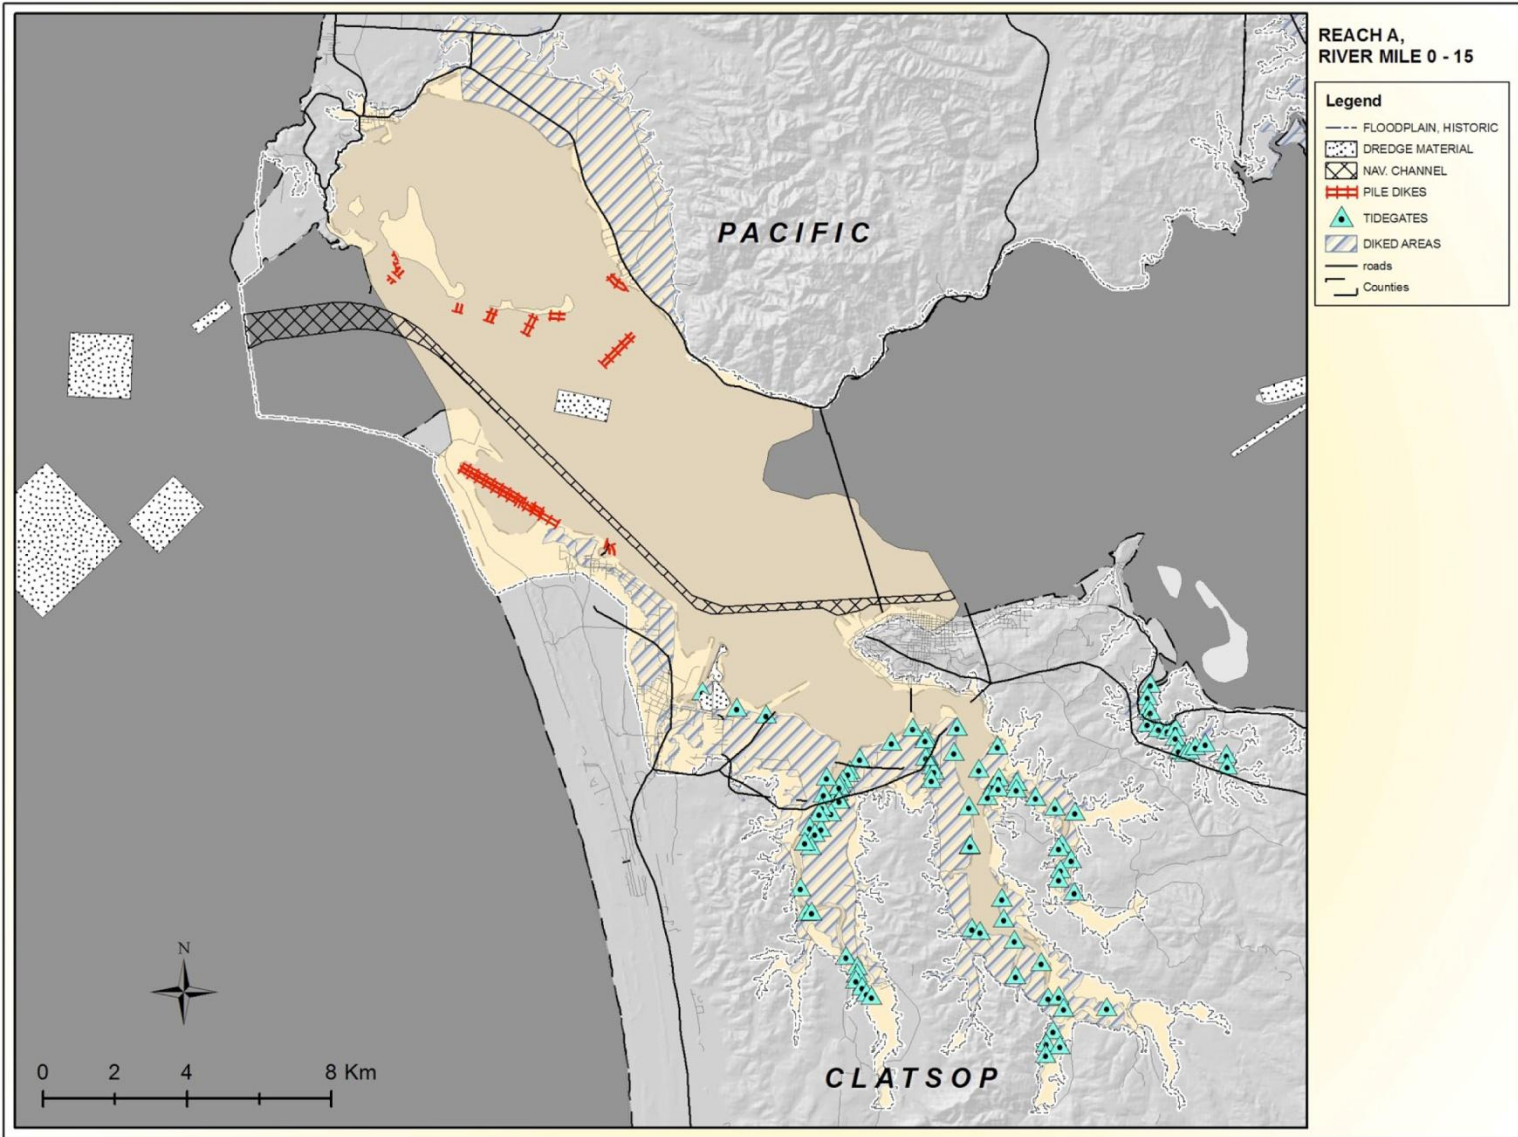 REACH A,
RIVER MILE 0 - 15
Legend
FLOODPLAIN, HISTORIC
DREDGE MATERIAL
NAV. CHANNEL
PILE DIKES
TIDEGATES
DIKED AREAS
roads
Counties
PACIFIC
N
0 2 4 8 Km
CLATSOP